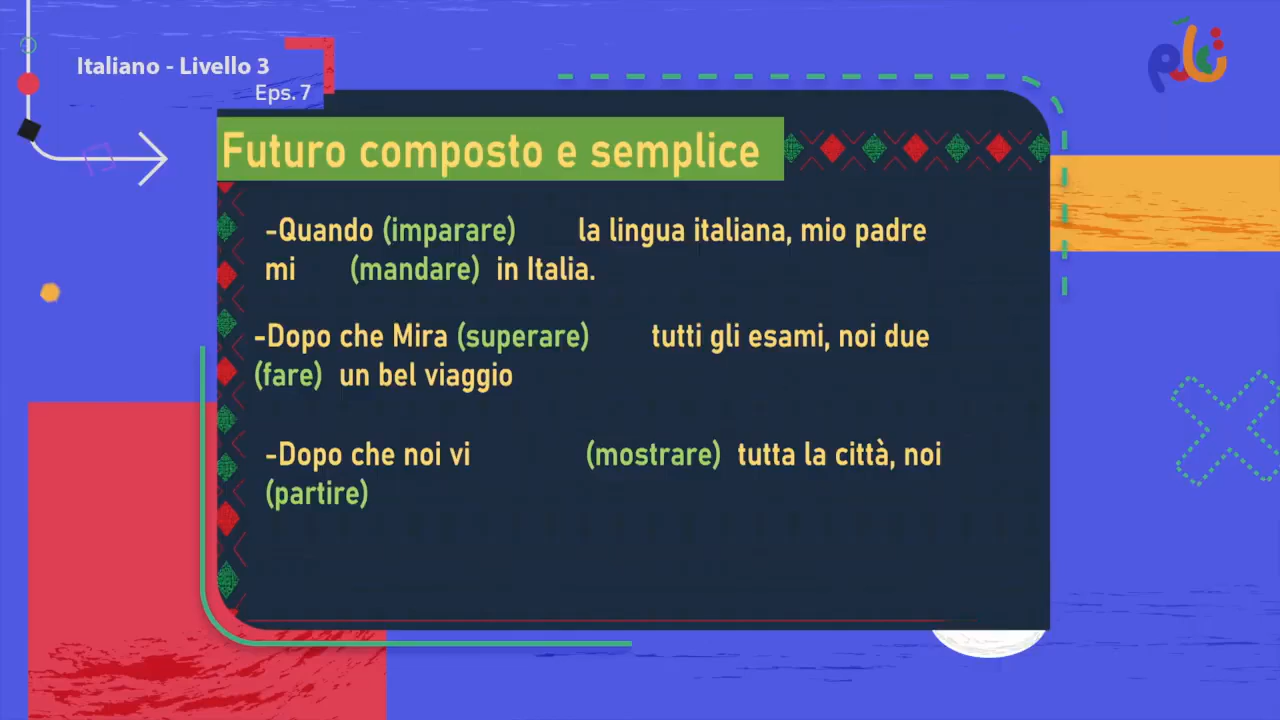 Italiano - Livello 3
Eps. 7
نتعلم
Futuro composto e semplice
-Quando (imparare) la lingua italiana, mio padre
mi (mandare) in Italia.
-Dopo che Mira (superare) tutti gli esami, noi due
(fare) un bel viaggio
-Dopo che noi vi (mostrare) tutta la città, noi
(partire)